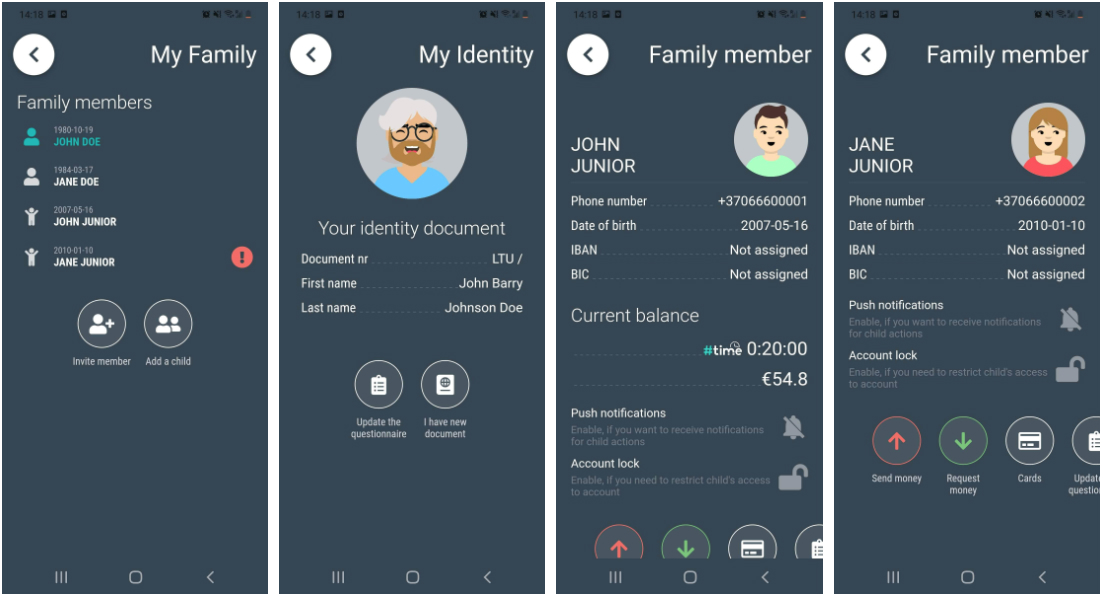 14:18
My Family
Family members
1980-10-19
JOHN DOE
1984-03-17
JANE DOE
2007-05-16
JOHN JUNIOR
2010-01-10
JANE JUNIOR
Invite member
Add a child
14:18
My Identity
Your identity document
Document nr LTU /
First name John Barry
Last name Johnson Doe
Update the
questionnaire
I have new
document
14:18
Family member
JOHN
JUNIOR
Phone number +37066600001
Date of birth 2007-05-16
IBAN Not assigned
BIC Not assigned
Current balance
#time 0:20:00
€54.8
Push notifications
Enable, if you want to receive notifications
for child actions
Account lock
Enable, if you need to restrict child's access
to account
14:18
Family member
JANE
JUNIOR
Phone number +37066600002
Date of birth 2010-01-10
IBAN Not assigned
BIC Not assigned
Push notifications
Enable, if you want to receive notifications
for child actions
Account lock
Enable, if you need to restrict child's access
to account
Send money
Request
money
Cards
Updat
questio